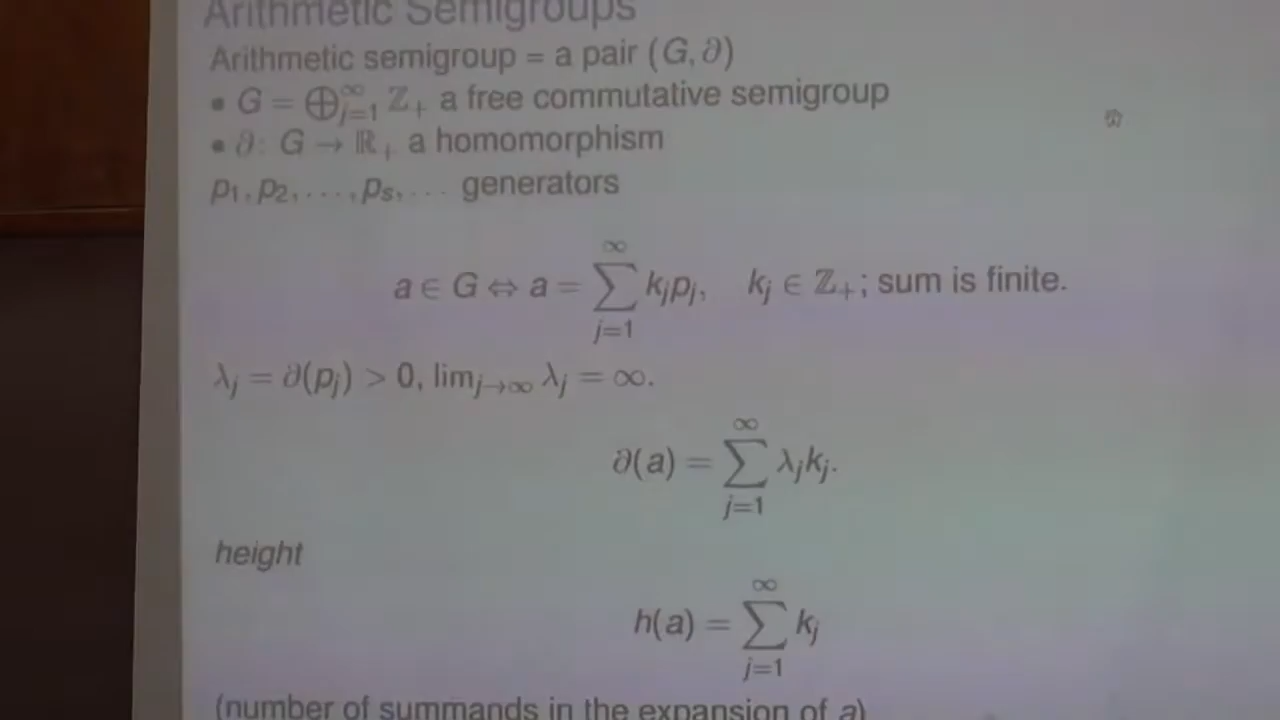 Arithmetic Semigroups
Arithmetic semigroup = a pair (G, ∂)
• G = ⊕_{j=1}^{∞} ℤ₊ a free commutative semigroup
• ∂: G → ℝ₊ a homomorphism
p₁, p₂, . . . , pₛ, . . . generators
a ∈ G ⇔ a = ∑_{j=1}^{∞} kⱼpⱼ, kⱼ ∈ ℤ₊; sum is finite.
λⱼ = ∂(pⱼ) > 0, lim_{j→∞} λⱼ = ∞.
∂(a) = ∑_{j=1}^{∞} λⱼkⱼ.
height
h(a) = ∑_{j=1}^{∞} kⱼ
(number of summands in the expansion of a)